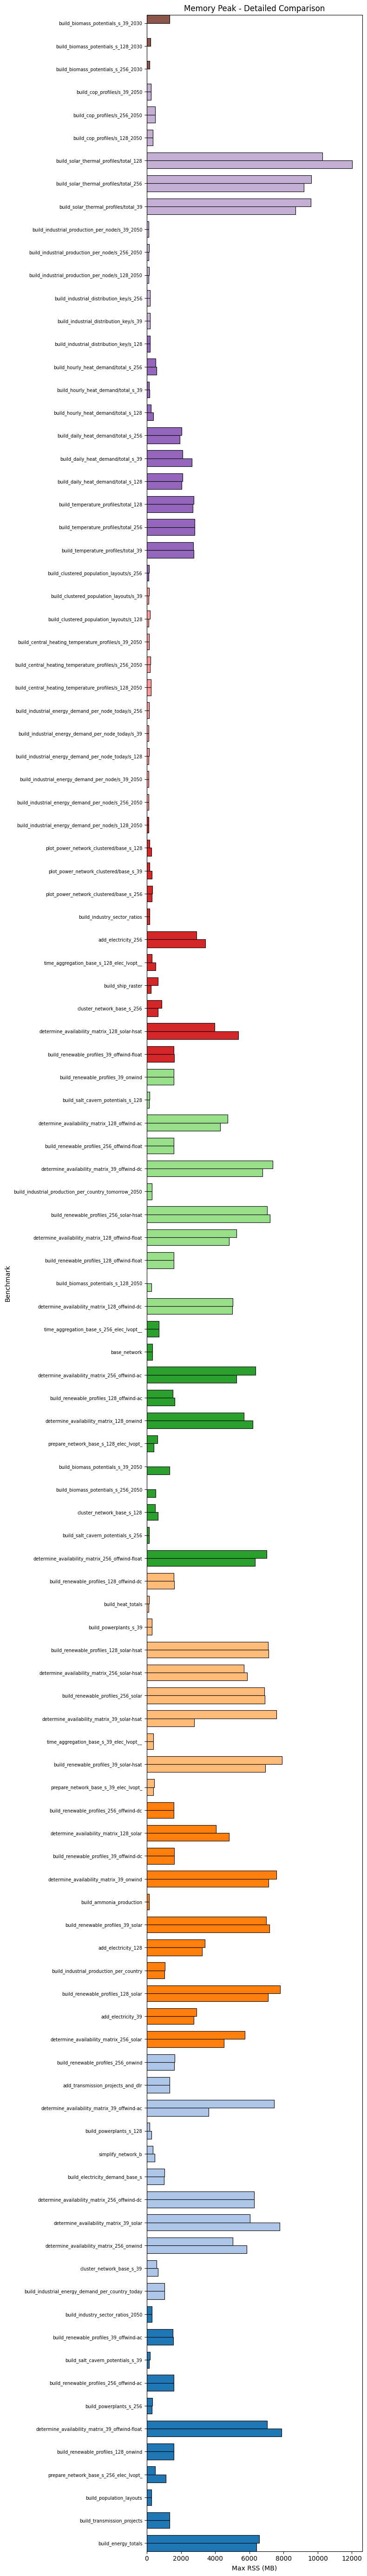 Memory Peak - Detailed Comparison
build_biomass_potentials_s_39_2030
build_biomass_potentials_s_128_2030
build_biomass_potentials_s_256_2030
build_cop_profiles/s_39_2050
build_cop_profiles/s_256_2050
build_cop_profiles/s_128_2050
build_solar_thermal_profiles/total_128
build_solar_thermal_profiles/total_256
build_solar_thermal_profiles/total_39
build_industrial_production_per_node/s_39_2050
build_industrial_production_per_node/s_256_2050
build_industrial_production_per_node/s_128_2050
build_industrial_distribution_key/s_256
build_industrial_distribution_key/s_39
build_industrial_distribution_key/s_128
build_hourly_heat_demand/total_s_256
build_hourly_heat_demand/total_s_39
build_hourly_heat_demand/total_s_128
build_daily_heat_demand/total_s_256
build_daily_heat_demand/total_s_39
build_daily_heat_demand/total_s_128
build_temperature_profiles/total_128
build_temperature_profiles/total_256
build_temperature_profiles/total_39
build_clustered_population_layouts/s_256
build_clustered_population_layouts/s_39
build_clustered_population_layouts/s_128
build_central_heating_temperature_profiles/s_39_2050
build_central_heating_temperature_profiles/s_256_2050
build_central_heating_temperature_profiles/s_128_2050
build_industrial_energy_demand_per_node_today/s_256
build_industrial_energy_demand_per_node_today/s_39
build_industrial_energy_demand_per_node_today/s_128
build_industrial_energy_demand_per_node/s_39_2050
build_industrial_energy_demand_per_node/s_256_2050
build_industrial_energy_demand_per_node/s_128_2050
plot_power_network_clustered/base_s_128
plot_power_network_clustered/base_s_39
plot_power_network_clustered/base_s_256
build_industry_sector_ratios
add_electricity_256
time_aggregation_base_s_128_elec_lvopt__
build_ship_raster
cluster_network_base_s_256
determine_availability_matrix_128_solar-hsat
build_renewable_profiles_39_offwind-float
build_renewable_profiles_39_onwind
build_salt_cavern_potentials_s_128
determine_availability_matrix_128_offwind-ac
build_renewable_profiles_256_offwind-float
determine_availability_matrix_39_offwind-dc
build_industrial_production_per_country_tomorrow_2050
build_renewable_profiles_256_solar-hsat
determine_availability_matrix_128_offwind-float
build_renewable_profiles_128_offwind-float
build_biomass_potentials_s_128_2050
determine_availability_matrix_128_offwind-dc
time_aggregation_base_s_256_elec_lvopt__
base_network
determine_availability_matrix_256_offwind-ac
build_renewable_profiles_128_offwind-ac
determine_availability_matrix_128_onwind
prepare_network_base_s_128_elec_lvopt_
build_biomass_potentials_s_39_2050
build_biomass_potentials_s_256_2050
cluster_network_base_s_128
build_salt_cavern_potentials_s_256
determine_availability_matrix_256_offwind-float
build_renewable_profiles_128_offwind-dc
build_heat_totals
build_powerplants_s_39
build_renewable_profiles_128_solar-hsat
determine_availability_matrix_256_solar-hsat
build_renewable_profiles_256_solar
determine_availability_matrix_39_solar-hsat
time_aggregation_base_s_39_elec_lvopt__
build_renewable_profiles_39_solar-hsat
prepare_network_base_s_39_elec_lvopt_
build_renewable_profiles_256_offwind-dc
determine_availability_matrix_128_solar
build_renewable_profiles_39_offwind-dc
determine_availability_matrix_39_onwind
build_ammonia_production
build_renewable_profiles_39_solar
add_electricity_128
build_industrial_production_per_country
build_renewable_profiles_128_solar
add_electricity_39
determine_availability_matrix_256_solar
build_renewable_profiles_256_onwind
add_transmission_projects_and_dlr
determine_availability_matrix_39_offwind-ac
build_powerplants_s_128
simplify_network_b
build_electricity_demand_base_s
determine_availability_matrix_256_offwind-dc
determine_availability_matrix_39_solar
determine_availability_matrix_256_onwind
cluster_network_base_s_39
build_industrial_energy_demand_per_country_today
build_industry_sector_ratios_2050
build_renewable_profiles_39_offwind-ac
build_salt_cavern_potentials_s_39
build_renewable_profiles_256_offwind-ac
build_powerplants_s_256
determine_availability_matrix_39_offwind-float
build_renewable_profiles_128_onwind
prepare_network_base_s_256_elec_lvopt_
build_population_layouts
build_transmission_projects
build_energy_totals
Benchmark
0 2000 4000 6000 8000 10000 12000
Max RSS (MB)